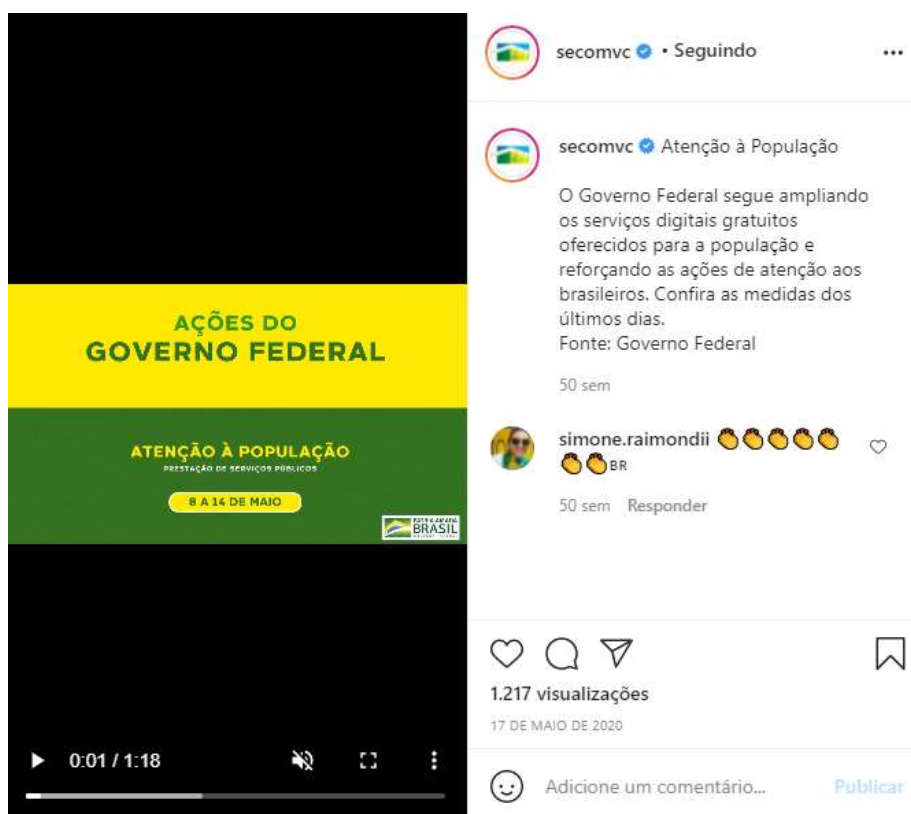 secomvc • Seguindo
secomvc Atenção à População
O Governo Federal segue ampliando
os serviços digitais gratuitos
oferecidos para a população e
reforçando as ações de atenção aos
brasileiros. Confira as medidas dos
últimos dias.
Fonte: Governo Federal
50 sem
simone.raimondii 👏👏👏👏👏
👏👏BR
50 sem Responder
1.217 visualizações
17 DE MAIO DE 2020
Adicione um comentário... Publicar
AÇÕES DO
GOVERNO FEDERAL
ATENÇÃO À POPULAÇÃO
PRESTAÇÃO DE SERVIÇOS PÚBLICOS
8 A 14 DE MAIO
PÁTRIA AMADA
BRASIL
0:01 / 1:18